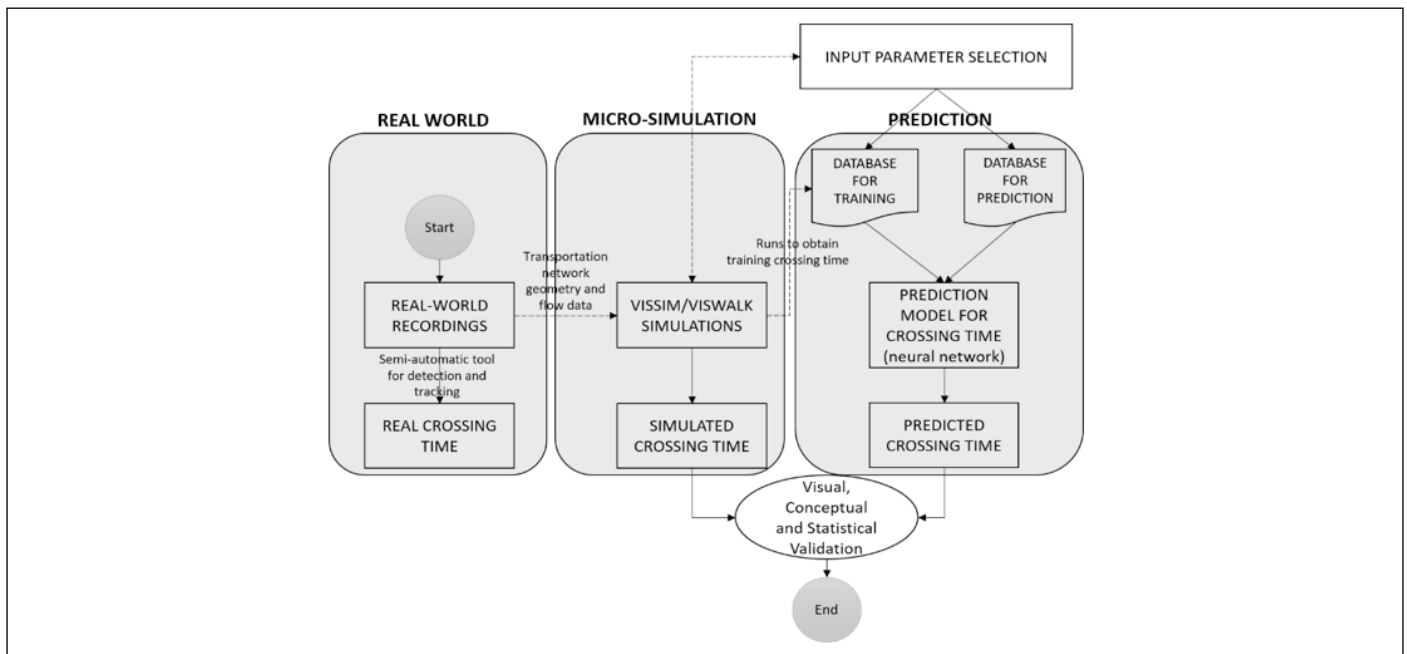 INPUT PARAMETER SELECTION
REAL WORLD
MICRO-SIMULATION
PREDICTION
Start
REAL-WORLD
RECORDINGS
Semi-automatic tool
for detection and
tracking
REAL CROSSING
TIME
Transportation
network
geometry and
flow data
VISSIM/VISWALK
SIMULATIONS
SIMULATED
CROSSING TIME
Runs to obtain
training crossing time
DATABASE
FOR
TRAINING
DATABASE
FOR
PREDICTION
PREDICTION
MODEL FOR
CROSSING TIME
(neural network)
PREDICTED
CROSSING TIME
Visual,
Conceptual
and Statistical
Validation
End